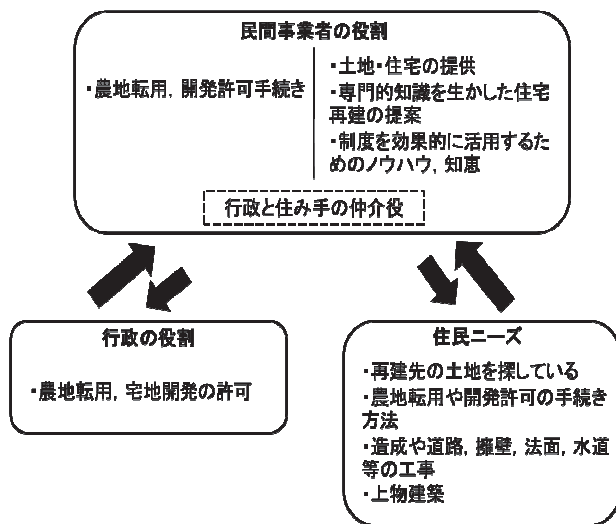 民間事業者の役割
・農地転用，開発許可手続き
・土地・住宅の提供
・専門的知識を生かした住宅
再建の提案
・制度を効果的に活用するた
めのノウハウ，知恵
行政と住み手の仲介役
行政の役割
・農地転用，宅地開発の許可
住民ニーズ
・再建先の土地を探している
・農地転用や開発許可の手続き
方法
・造成や道路，擁壁，法面，水道
等の工事
・上物建築